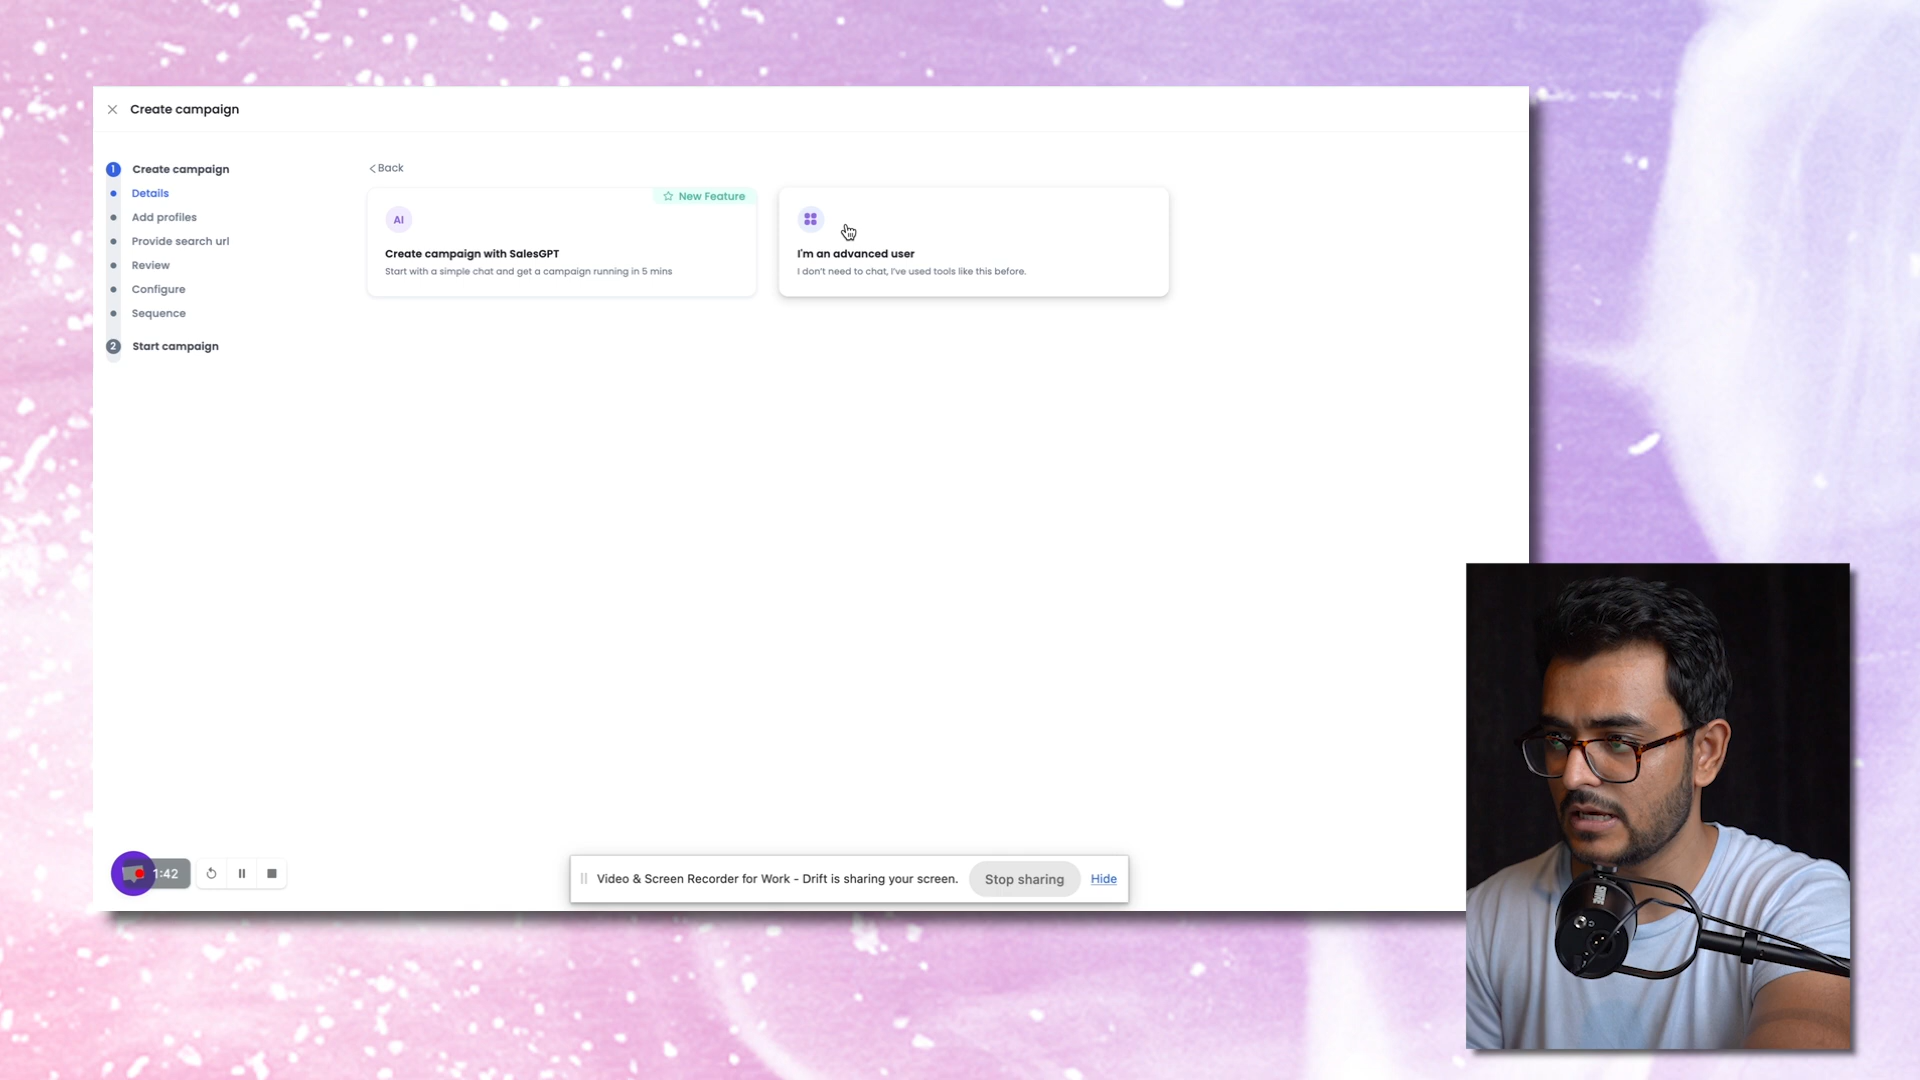 Create campaign
1 Create campaign
Details
Add profiles
Provide search url
Review
Configure
Sequence
2 Start campaign
Back
New Feature
AI
Create campaign with SalesGPT
Start with a simple chat and get a campaign running in 5 mins
I'm an advanced user
I don't need to chat, I've used tools like this before.
1:42
Video & Screen Recorder for Work - Drift is sharing your screen.
Stop sharing
Hide
SHURE